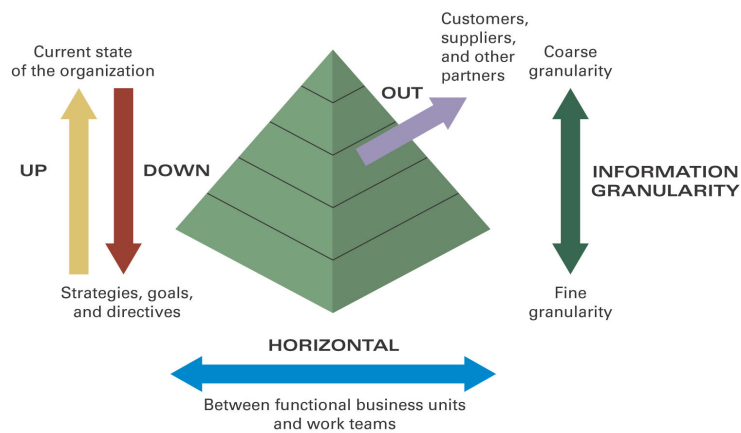 Current state
of the organization
UP
DOWN
Strategies, goals,
and directives
Customers,
suppliers,
and other
partners
OUT
Coarse
granularity
INFORMATION
GRANULARITY
Fine
granularity
HORIZONTAL
Between functional business units
and work teams